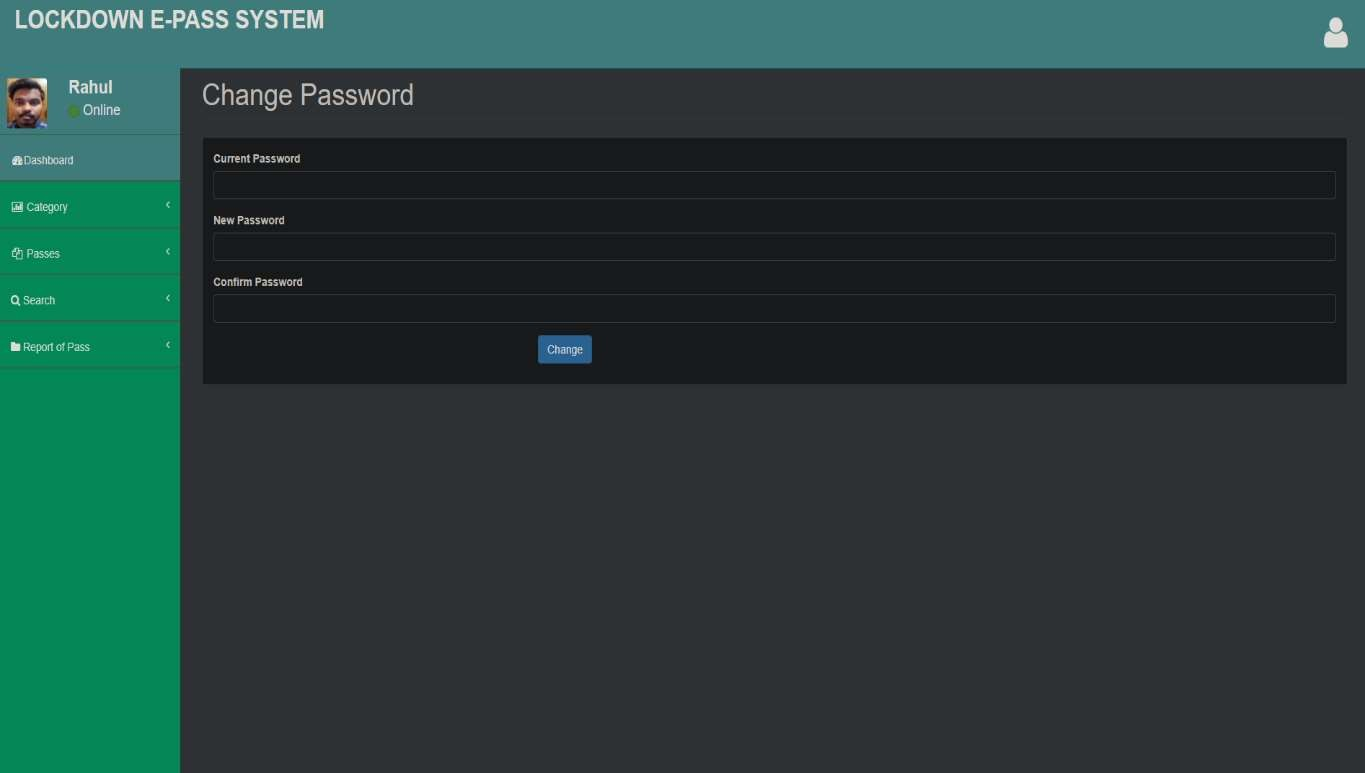 LOCKDOWN E-PASS SYSTEM
Rahul
Online
Dashboard
Category
Passes
Search
Report of Pass
Change Password
Current Password
New Password
Confirm Password
Change